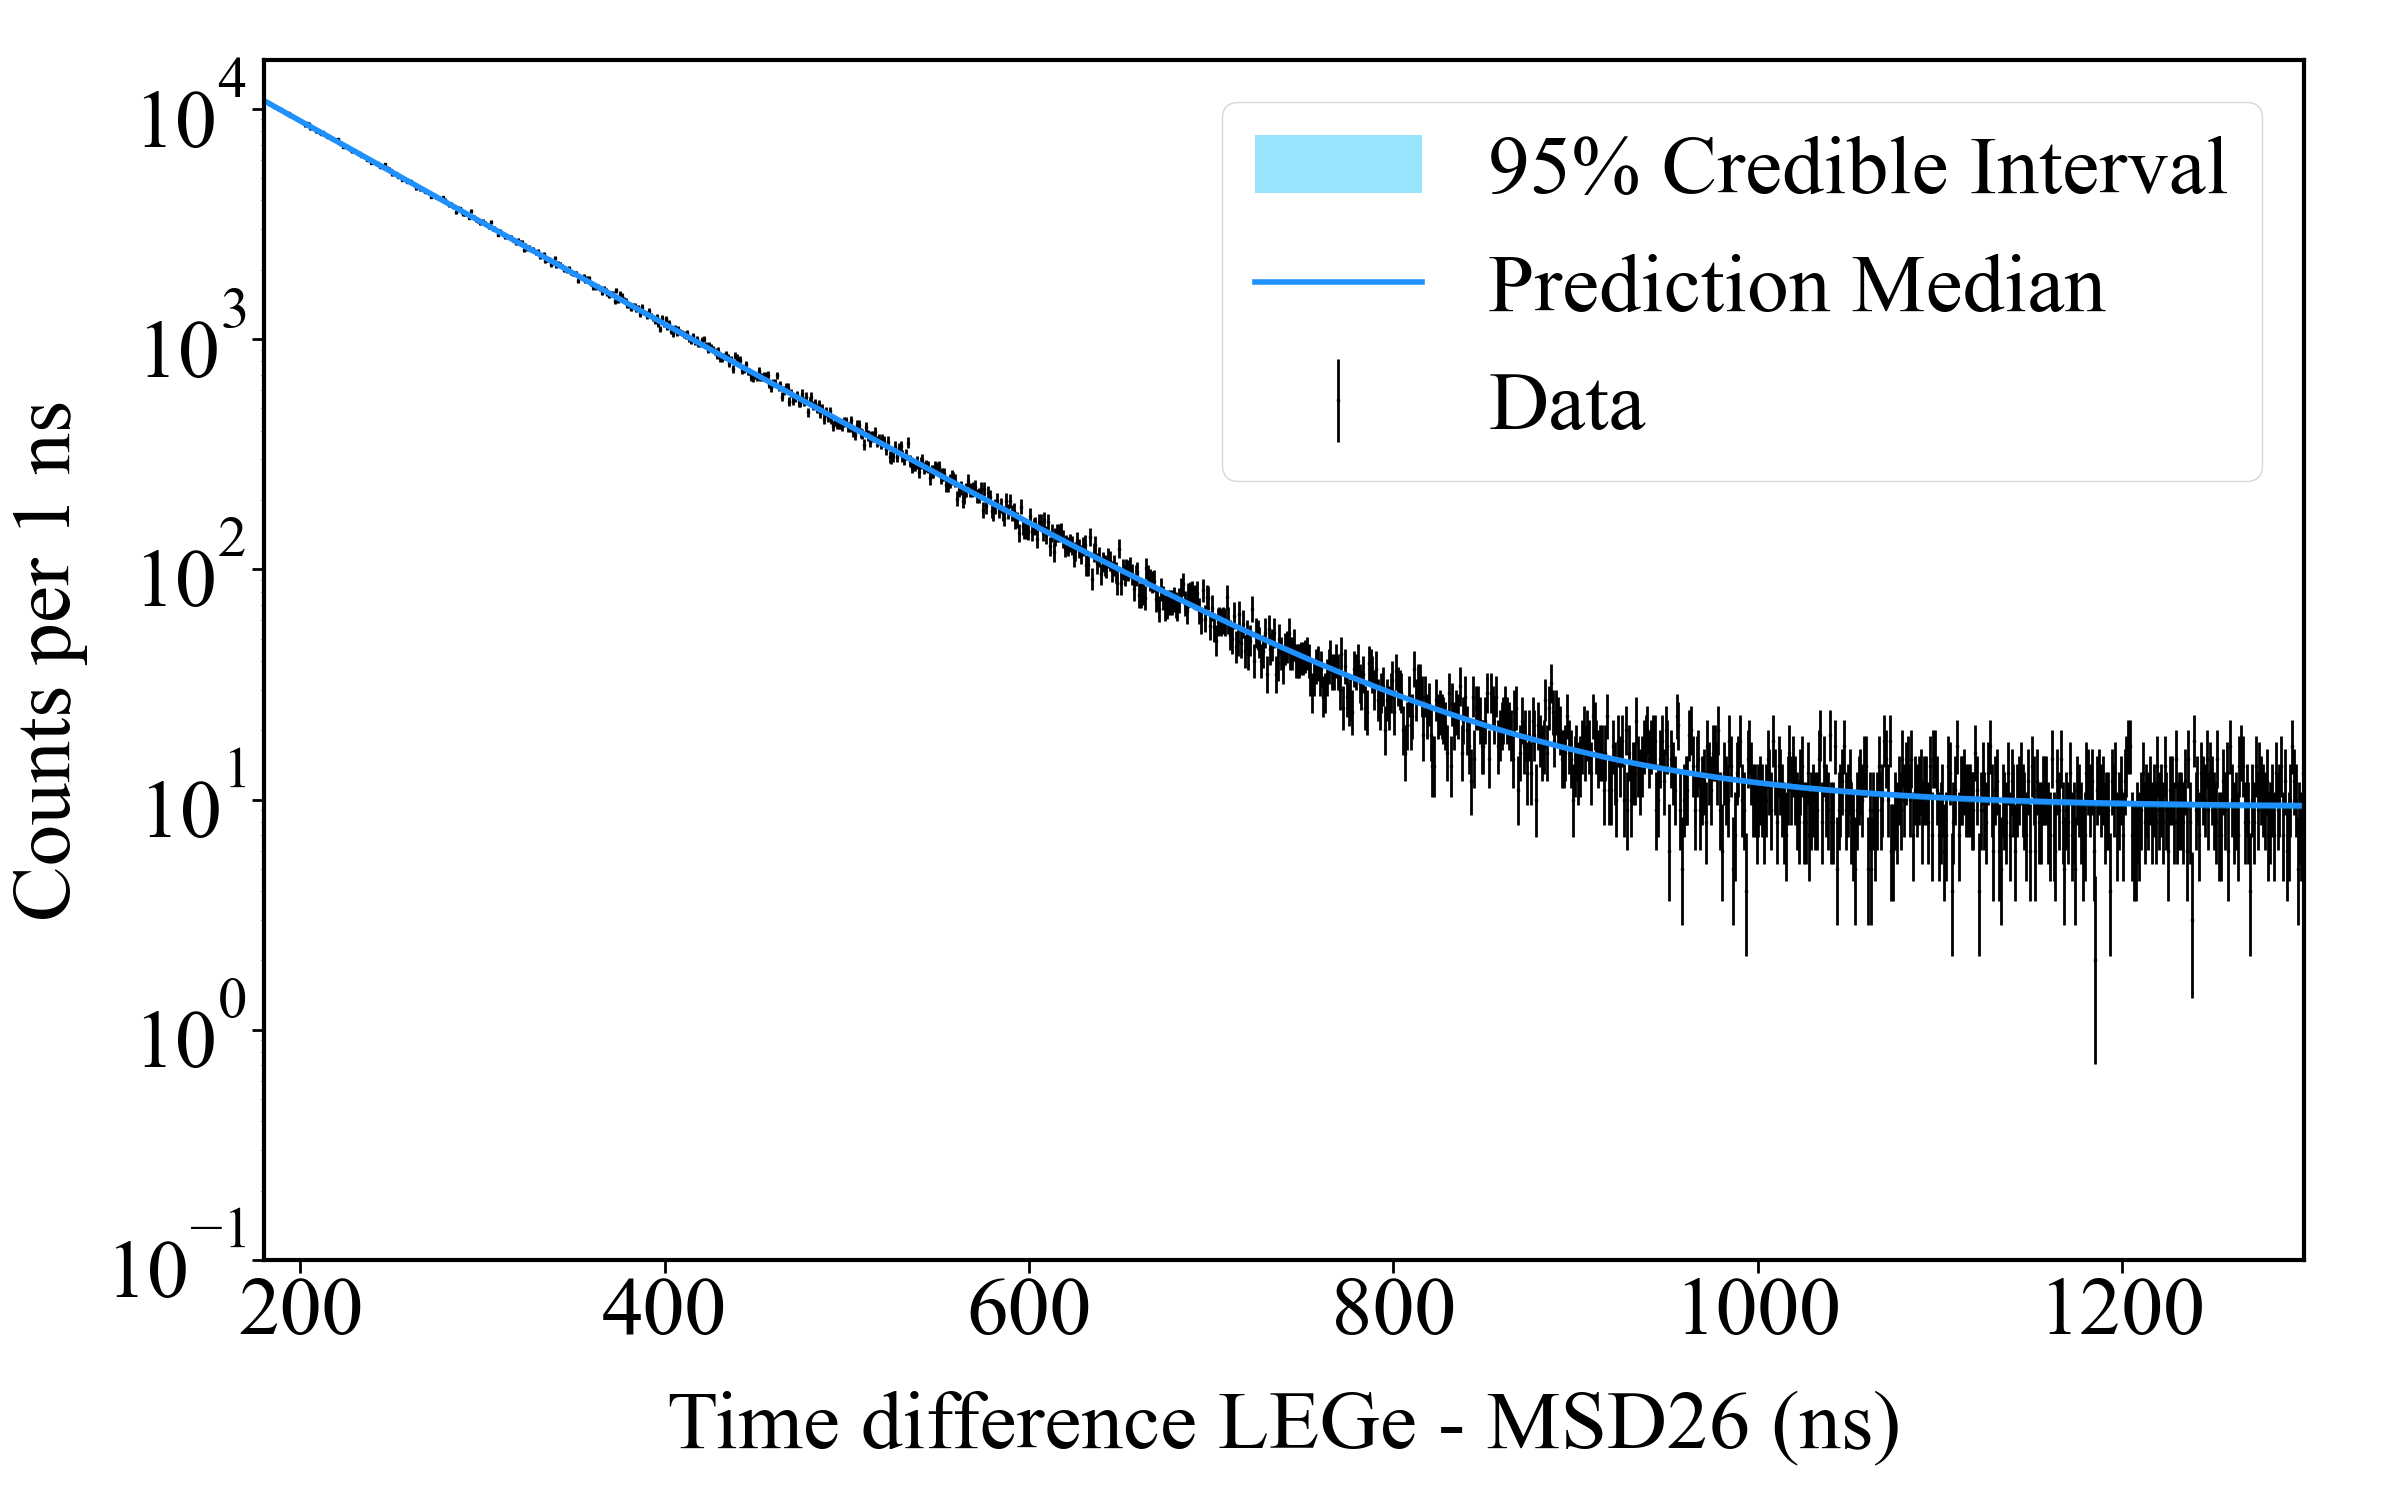 95% Credible Interval
Prediction Median
Data
Counts per 1 ns
10^4
10^3
10^2
10^1
10^0
10^−1
200 400 600 800 1000 1200
Time difference LEGe - MSD26 (ns)